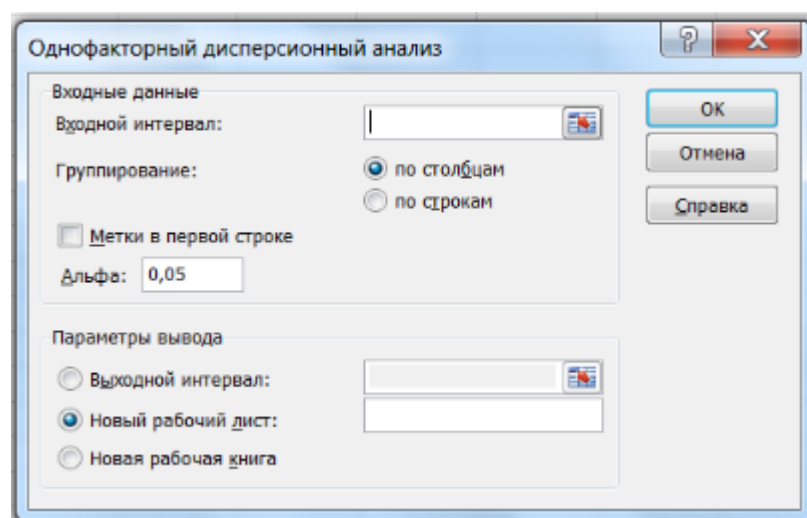 Однофакторный дисперсионный анализ
Входные данные
Входной интервал:
Группирование:
по столбцам
по строкам
Метки в первой строке
Альфа: 0,05
Параметры вывода
Выходной интервал:
Новый рабочий лист:
Новая рабочая книга
ОК
Отмена
Справка